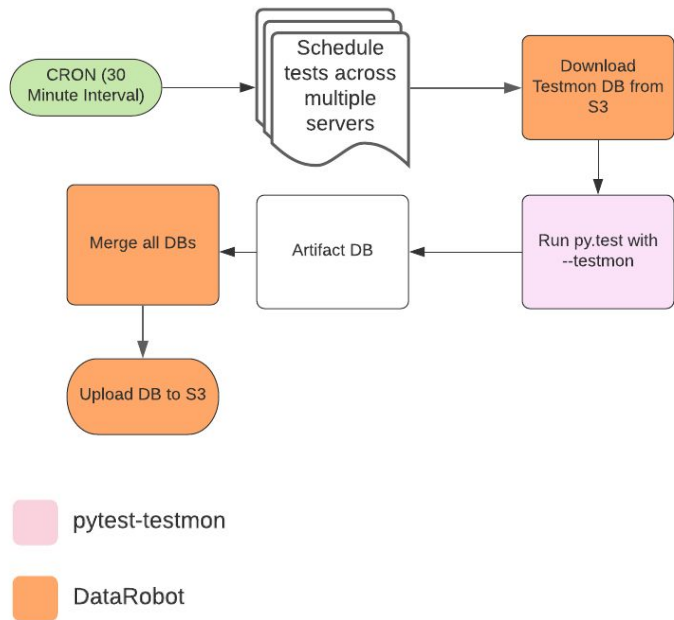 CRON (30
Minute Interval)
Schedule
tests across
multiple
servers
Download
Testmon DB from
S3
Merge all DBs
Artifact DB
Run py.test with
--testmon
Upload DB to S3
pytest-testmon
DataRobot